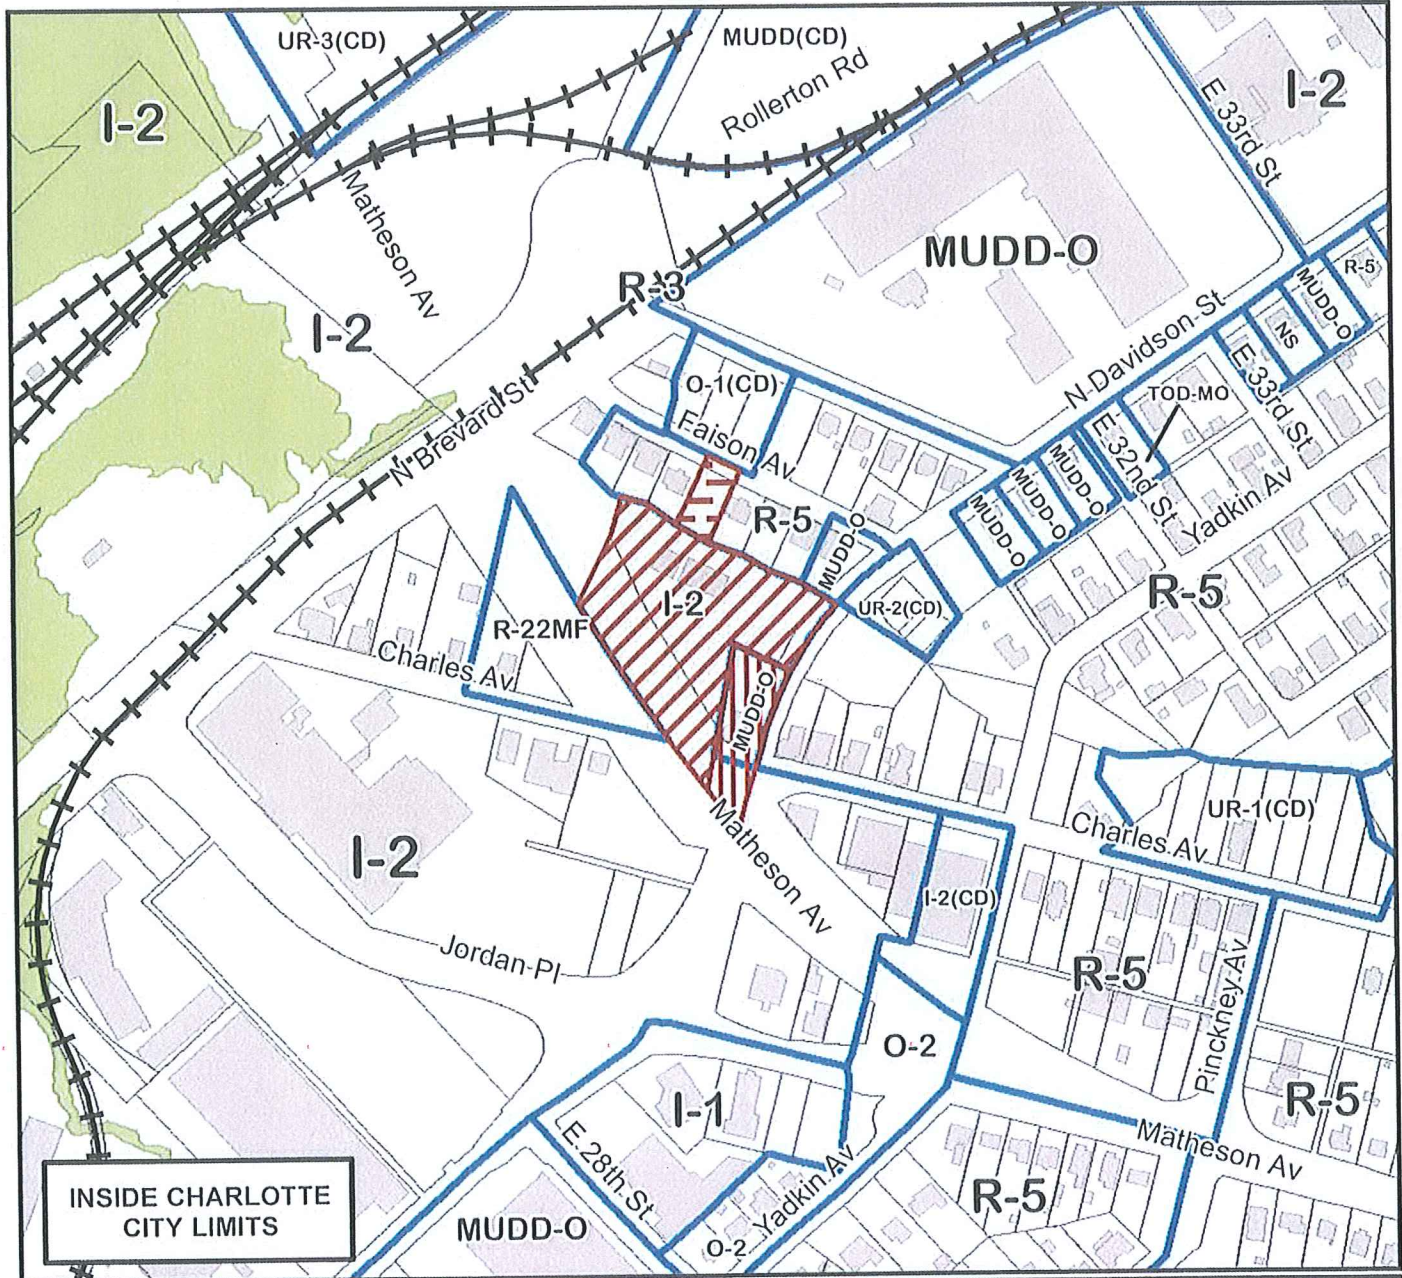 UR-3(CD)
MUDD(CD)
Rollerton Rd
I-2
I-2
E 33rd St
Matheson Av
MUDD-O
R-3
I-2
R-5
MUDD-O
NS
N Davidson St
E 33rd St
O-1(CD)
TOD-MO
Faison Av
E 32nd St
N Brevard St
MUDD-O
MUDD-O
MUDD-O
Yadkin Av
R-5
MUDD-O
R-5
I-2
UR-2(CD)
R-22MF
Charles Av
MUDD-O
UR-1(CD)
Matheson Av
Charles Av
I-2
I-2(CD)
Jordan Pl
R-5
Pinckney Av
O-2
I-1
R-5
E 28th St
Matheson Av
Yadkin Av
R-5
INSIDE CHARLOTTE
CITY LIMITS
MUDD-O
O-2